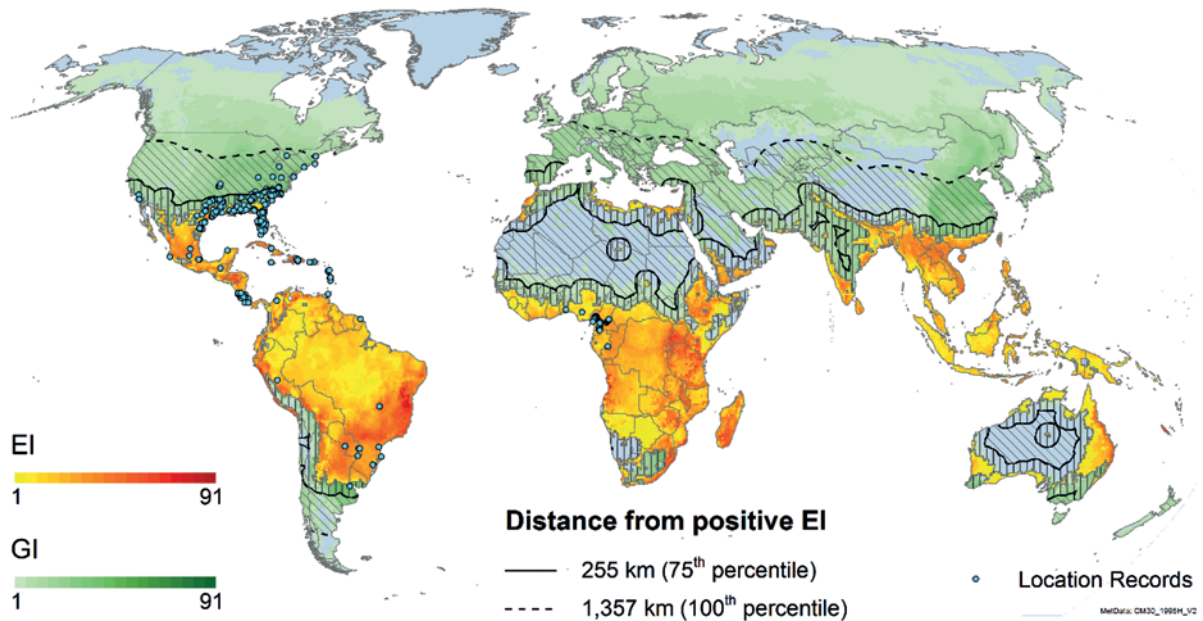 EI
1 91
GI
1 91
Distance from positive EI
255 km (75th percentile)
1,357 km (100th percentile)
Location Records
MetData: CM30_1995H_V2